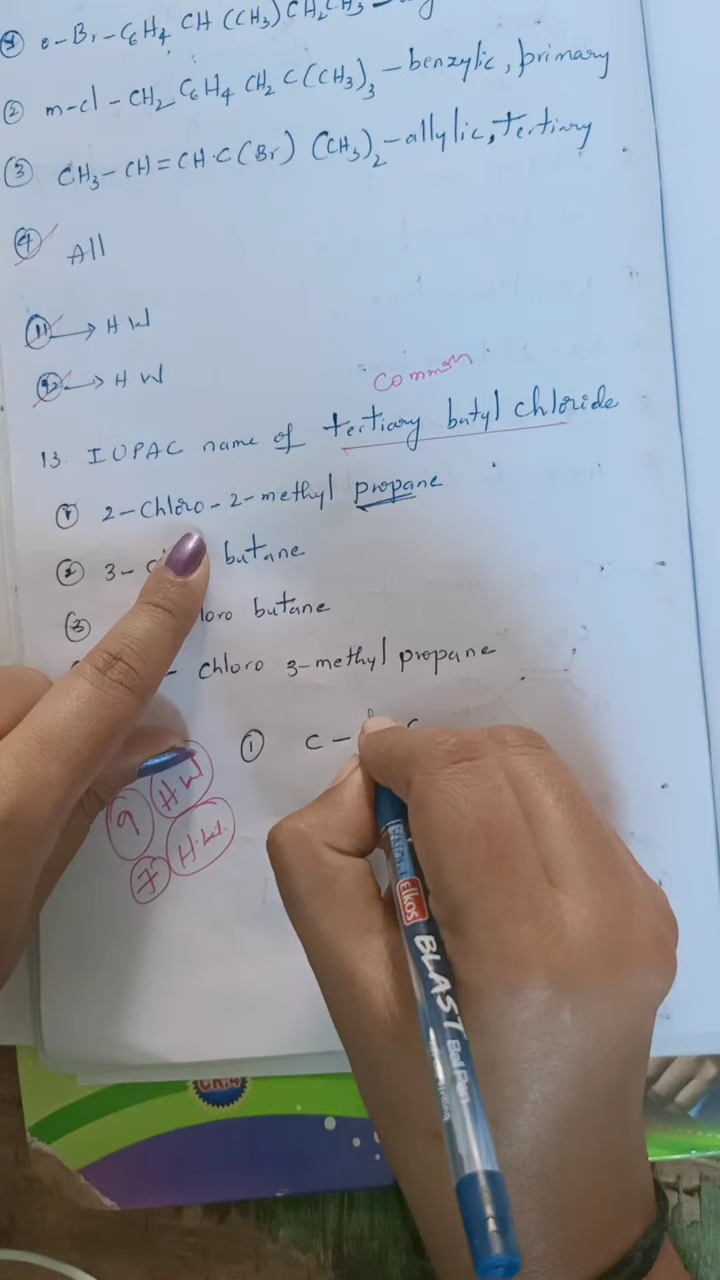 o-Br-C6H4 CH (CH3) CH2CH3-
② m-cl-CH2 C6H4 CH2 C(CH3)3-benzylic, primary
③ CH3-CH=CH·C(Br) (CH3)2-allylic, Tertiary
④ All
11 → HW
→ HW
Common
13. IUPAC name of tertiary butyl chloride
① 2-Chloro-2-methyl propane
② 3- butane
③ loro butane
- chloro 3-methyl propane
① C- C
9 HW
7 H.W.
Elkos
BLAST Ball Pen